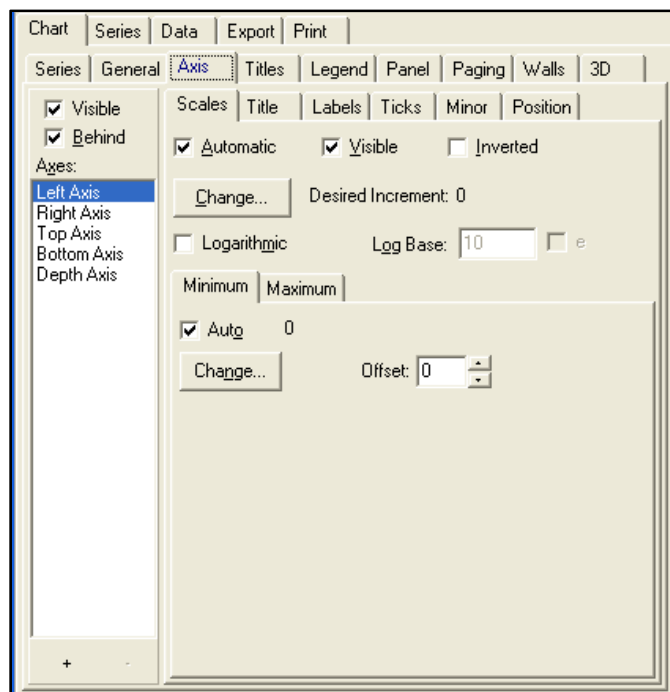 Chart Series Data Export Print
Series General Axis Titles Legend Panel Paging Walls 3D
Visible
Behind
Axes:
Left Axis
Right Axis
Top Axis
Bottom Axis
Depth Axis
+ -
Scales Title Labels Ticks Minor Position
Automatic Visible Inverted
Change... Desired Increment: 0
Logarithmic Log Base: 10 e
Minimum Maximum
Auto 0
Change... Offset: 0